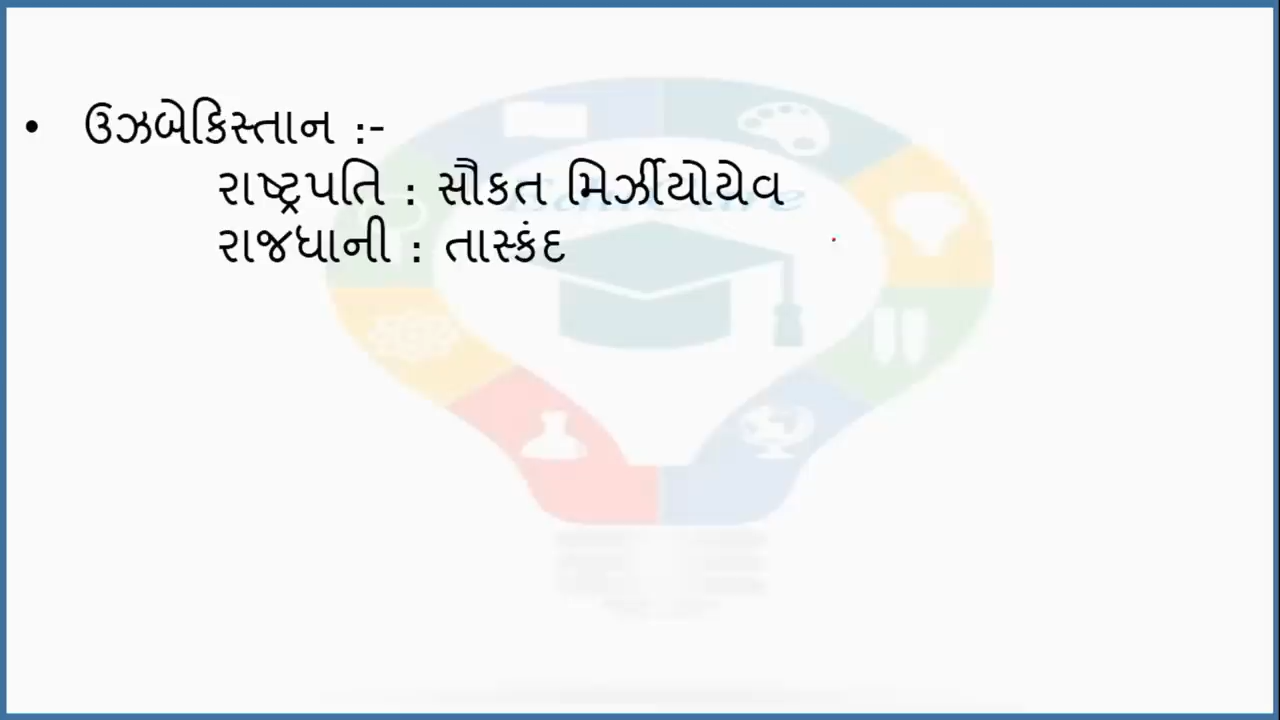 • ઉઝબેકિસ્તાન :-
રાષ્ટ્રપતિ : સૌકત મિર્ઝીયોયેવ
રાજધાની : તાસ્કંદ